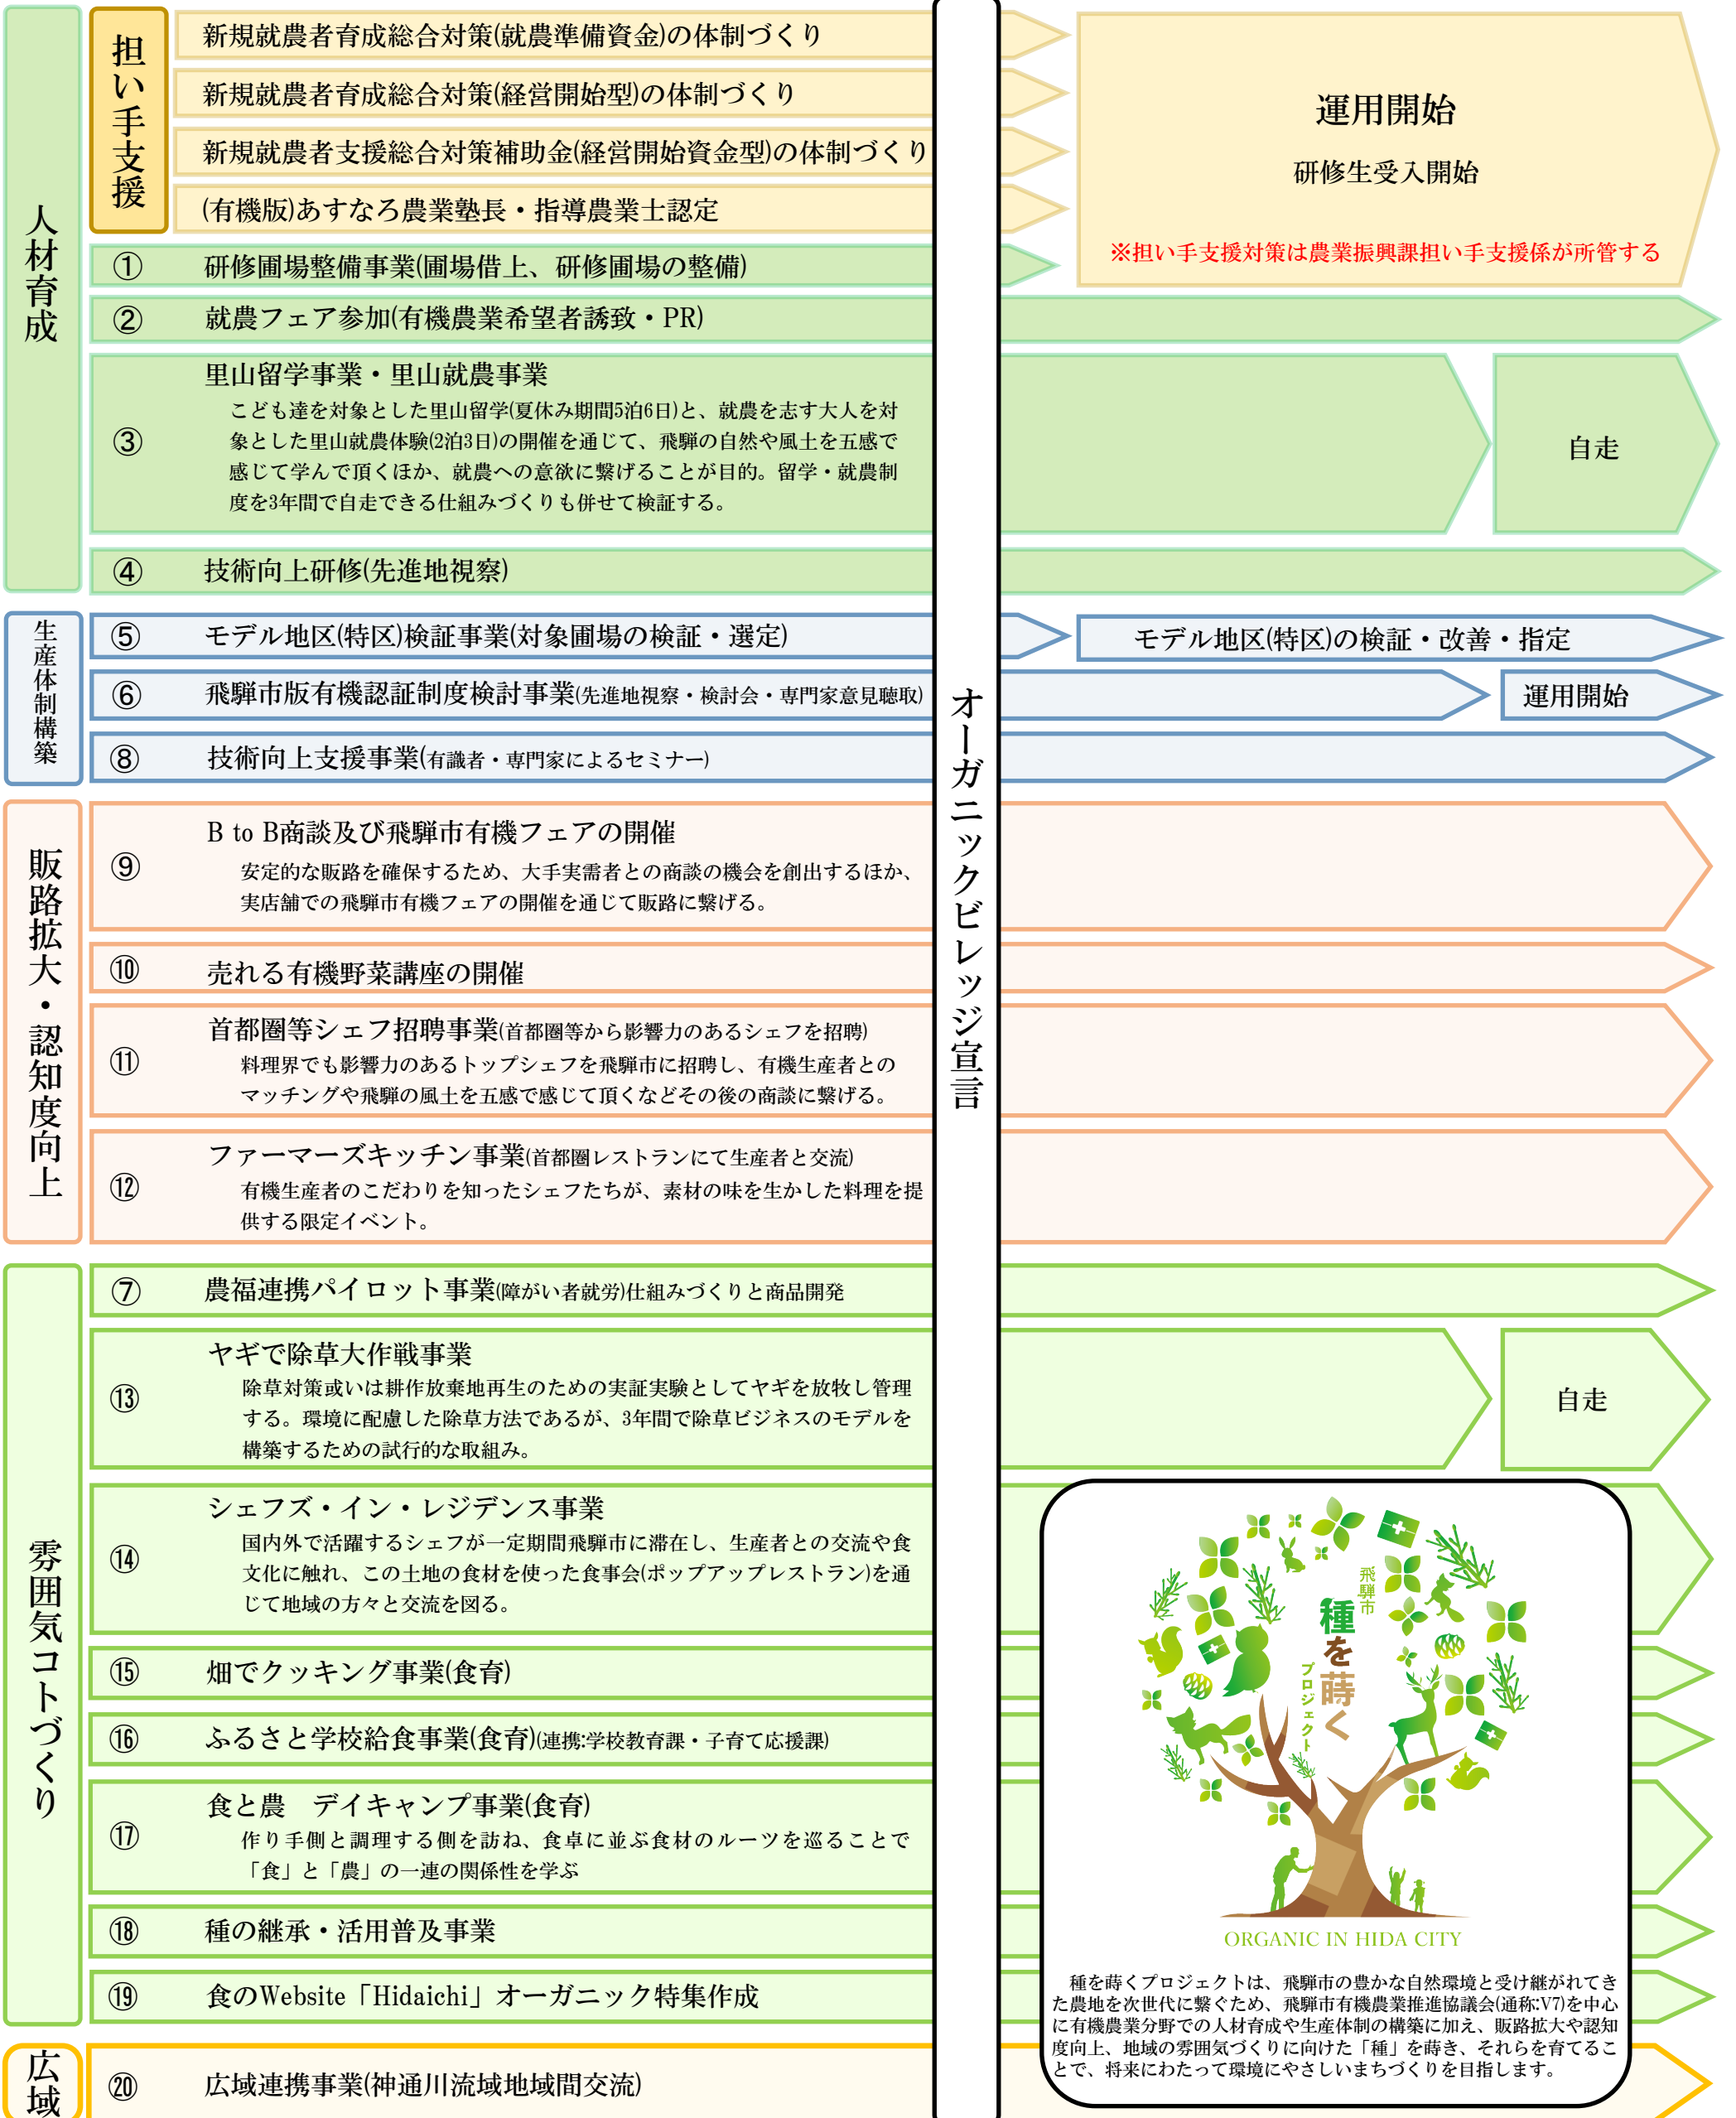 人材育成
担い手支援
新規就農者育成総合対策(就農準備資金)の体制づくり
新規就農者育成総合対策(経営開始型)の体制づくり
新規就農者支援総合対策補助金(経営開始資金型)の体制づくり
(有機版)あすなろ農業塾長・指導農業士認定
運用開始
研修生受入開始
※担い手支援対策は農業振興課担い手支援係が所管する
① 研修圃場整備事業(圃場借上、研修圃場の整備)
② 就農フェア参加(有機農業希望者誘致・PR)
③ 里山留学事業・里山就農事業
こども達を対象とした里山留学(夏休み期間5泊6日)と、就農を志す大人を対
象とした里山就農体験(2泊3日)の開催を通じて、飛騨の自然や風土を五感で
感じて学んで頂くほか、就農への意欲に繋げることが目的。留学・就農制
度を3年間で自走できる仕組みづくりも併せて検証する。
自走
④ 技術向上研修(先進地視察)
オーガニックビレッジ宣言
生産体制構築
⑤ モデル地区(特区)検証事業(対象圃場の検証・選定)
モデル地区(特区)の検証・改善・指定
⑥ 飛騨市版有機認証制度検討事業(先進地視察・検討会・専門家意見聴取)
運用開始
⑧ 技術向上支援事業(有識者・専門家によるセミナー)
販路拡大・認知度向上
⑨ B to B商談及び飛騨市有機フェアの開催
安定的な販路を確保するため、大手実需者との商談の機会を創出するほか、
実店舗での飛騨市有機フェアの開催を通じて販路に繋げる。
⑩ 売れる有機野菜講座の開催
⑪ 首都圏等シェフ招聘事業(首都圏等から影響力のあるシェフを招聘)
料理界でも影響力のあるトップシェフを飛騨市に招聘し、有機生産者との
マッチングや飛騨の風土を五感で感じて頂くなどその後の商談に繋げる。
⑫ ファーマーズキッチン事業(首都圏レストランにて生産者と交流)
有機生産者のこだわりを知ったシェフたちが、素材の味を生かした料理を提
供する限定イベント。
雰囲気コトづくり
⑦ 農福連携パイロット事業(障がい者就労)仕組みづくりと商品開発
⑬ ヤギで除草大作戦事業
除草対策或いは耕作放棄地再生のための実証実験としてヤギを放牧し管理
する。環境に配慮した除草方法であるが、3年間で除草ビジネスのモデルを
構築するための試行的な取組み。
自走
⑭ シェフズ・イン・レジデンス事業
国内外で活躍するシェフが一定期間飛騨市に滞在し、生産者との交流や食
文化に触れ、この土地の食材を使った食事会(ポップアップレストラン)を通
じて地域の方々と交流を図る。
⑮ 畑でクッキング事業(食育)
⑯ ふるさと学校給食事業(食育)(連携:学校教育課・子育て応援課)
⑰ 食と農　デイキャンプ事業(食育)
作り手側と調理する側を訪ね、食卓に並ぶ食材のルーツを巡ることで
「食」と「農」の一連の関係性を学ぶ
⑱ 種の継承・活用普及事業
⑲ 食のWebsite「Hidaichi」オーガニック特集作成
飛騨市
種を蒔く
プロジェクト
ORGANIC IN HIDA CITY
種を蒔くプロジェクトは、飛騨市の豊かな自然環境と受け継がれてき
た農地を次世代に繋ぐため、飛騨市有機農業推進協議会(通称:V7)を中心
に有機農業分野での人材育成や生産体制の構築に加え、販路拡大や認知
度向上、地域の雰囲気づくりに向けた「種」を蒔き、それらを育てるこ
とで、将来にわたって環境にやさしいまちづくりを目指します。
広域
⑳ 広域連携事業(神通川流域地域間交流)